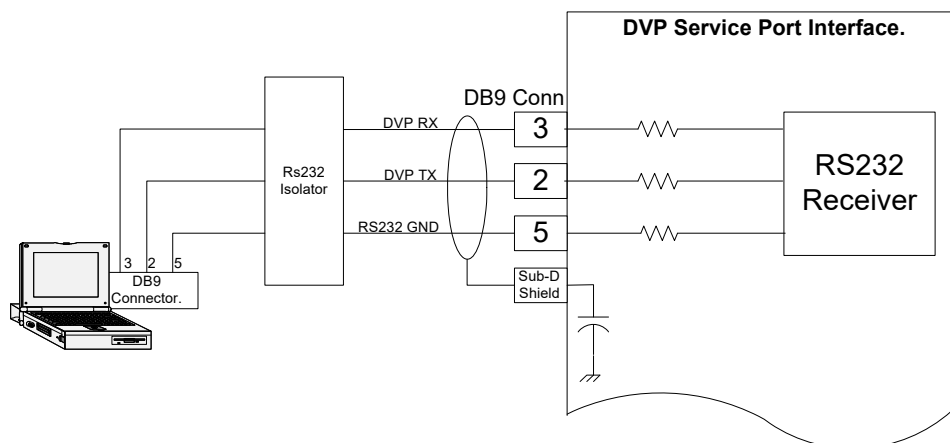 DVP Service Port Interface.
DB9 Conn
DVP RX
3
Rs232
Isolator
RS232
Receiver
DVP TX
2
RS232 GND
5
3 2 5
DB9
Connector.
Sub-D
Shield